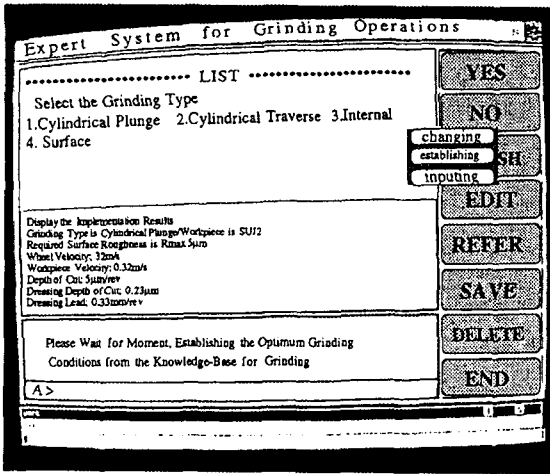 Expert System for Grinding Operations
LIST
Select the Grinding Type
1.Cylindrical Plunge 2.Cylindrical Traverse 3.Internal
4. Surface
Display the Implementation Results
Grinding Type is Cylindrical Plunge/Workpiece is SUJ2
Required Surface Roughness is Rmax 5μm
Wheel Velocity; 32m/s
Workpiece Velocity; 0.32m/s
Depth of Cut; 5μm/rev
Dressing Depth of Cut; 0.23μm
Dressing Lead; 0.33mm/rev
Please Wait for Moment, Establishing the Optimum Grinding
Conditions from the Knowledge-Base for Grinding
A>
YES
NO
changing
establishing
inputing
SH
EDIT
REFER
SAVE
DELETE
END